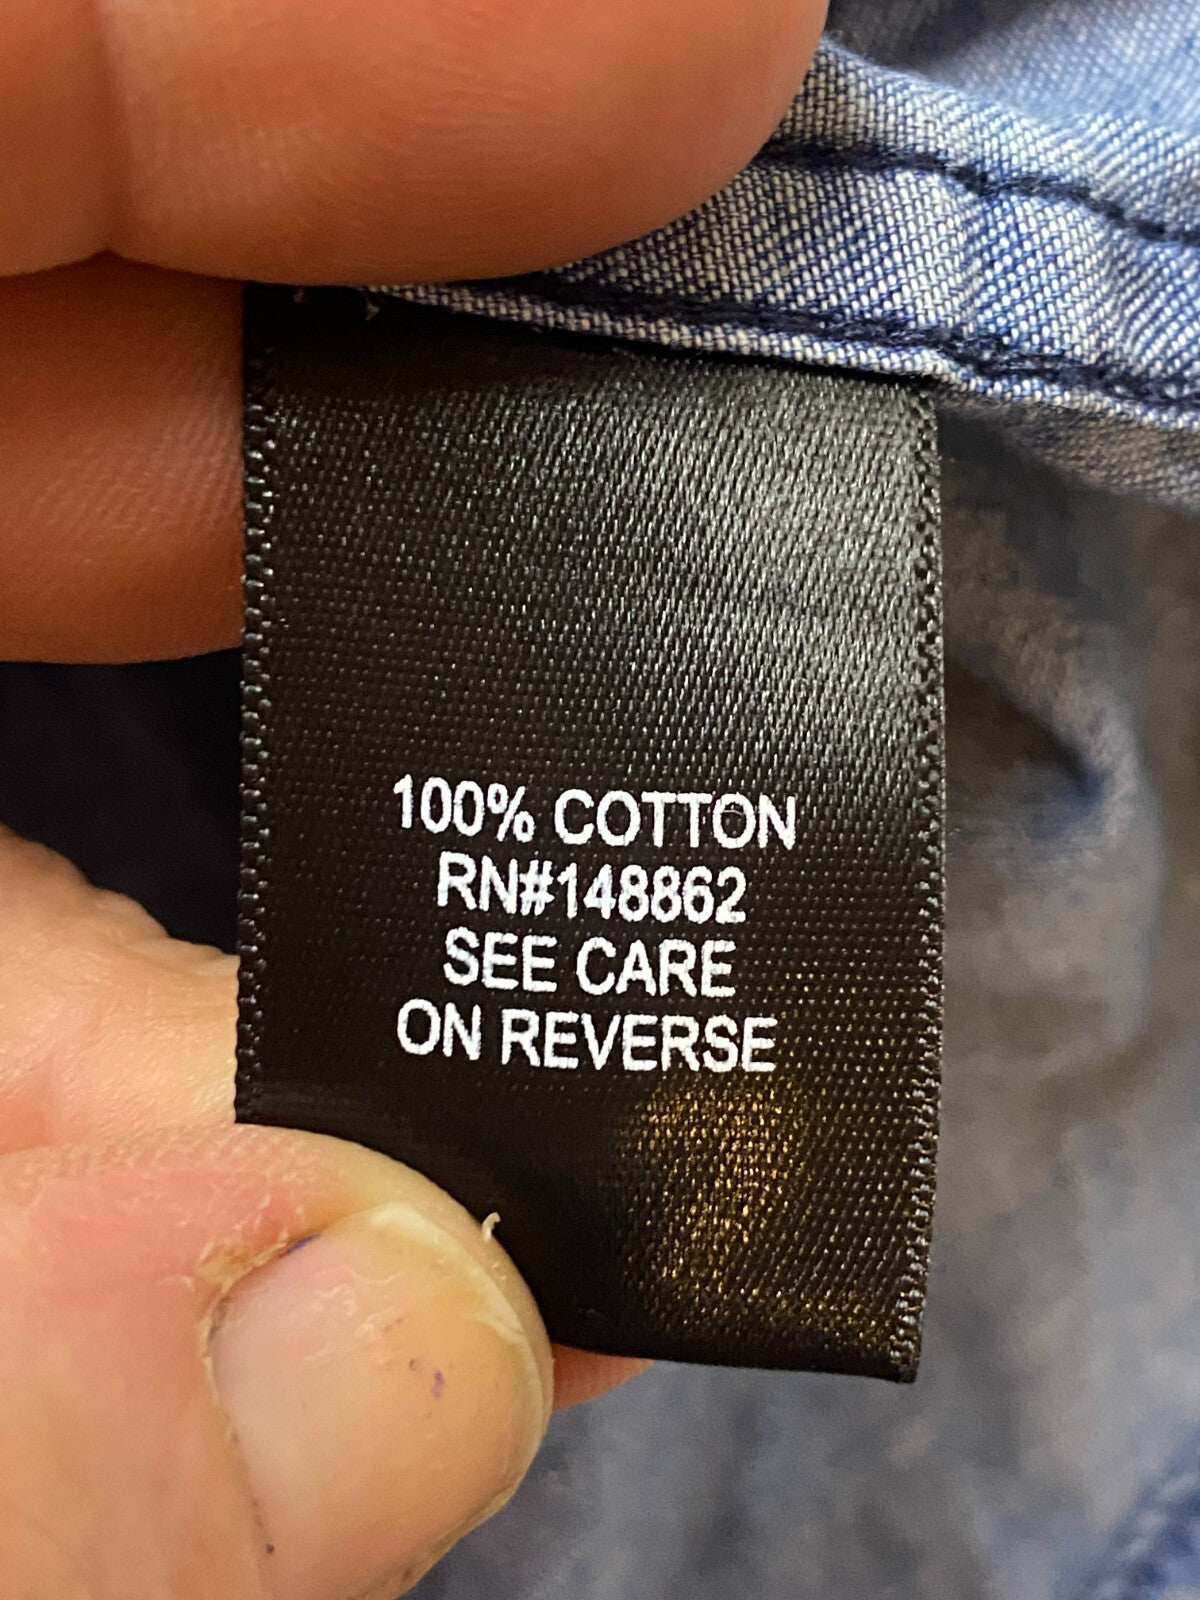 100% COTTON
RN#148862
SEE CARE
ON REVERSE